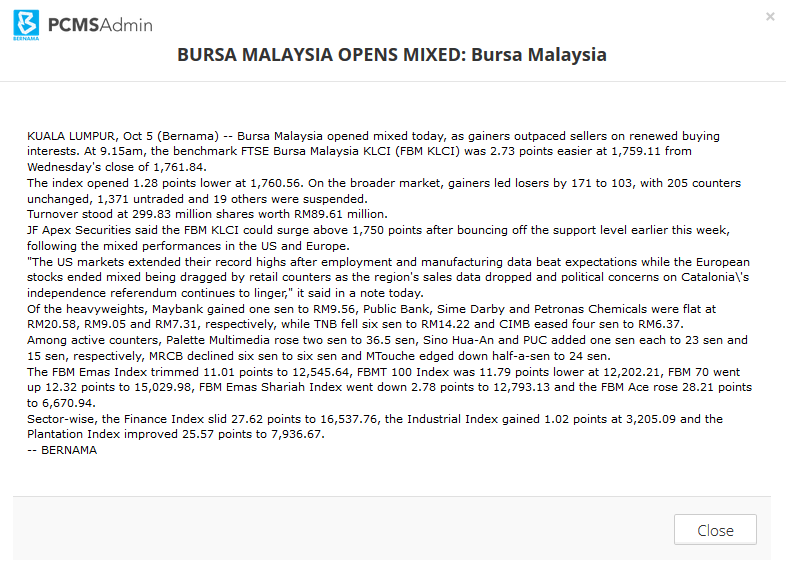 PCMSAdmin
BERNAMA
×
BURSA MALAYSIA OPENS MIXED: Bursa Malaysia
KUALA LUMPUR, Oct 5 (Bernama) -- Bursa Malaysia opened mixed today, as gainers outpaced sellers on renewed buying
interests. At 9.15am, the benchmark FTSE Bursa Malaysia KLCI (FBM KLCI) was 2.73 points easier at 1,759.11 from
Wednesday's close of 1,761.84.
The index opened 1.28 points lower at 1,760.56. On the broader market, gainers led losers by 171 to 103, with 205 counters
unchanged, 1,371 untraded and 19 others were suspended.
Turnover stood at 299.83 million shares worth RM89.61 million.
JF Apex Securities said the FBM KLCI could surge above 1,750 points after bouncing off the support level earlier this week,
following the mixed performances in the US and Europe.
"The US markets extended their record highs after employment and manufacturing data beat expectations while the European
stocks ended mixed being dragged by retail counters as the region's sales data dropped and political concerns on Catalonia\'s
independence referendum continues to linger," it said in a note today.
Of the heavyweights, Maybank gained one sen to RM9.56, Public Bank, Sime Darby and Petronas Chemicals were flat at
RM20.58, RM9.05 and RM7.31, respectively, while TNB fell six sen to RM14.22 and CIMB eased four sen to RM6.37.
Among active counters, Palette Multimedia rose two sen to 36.5 sen, Sino Hua-An and PUC added one sen each to 23 sen and
15 sen, respectively, MRCB declined six sen to six sen and MTouche edged down half-a-sen to 24 sen.
The FBM Emas Index trimmed 11.01 points to 12,545.64, FBMT 100 Index was 11.79 points lower at 12,202.21, FBM 70 went
up 12.32 points to 15,029.98, FBM Emas Shariah Index went down 2.78 points to 12,793.13 and the FBM Ace rose 28.21 points
to 6,670.94.
Sector-wise, the Finance Index slid 27.62 points to 16,537.76, the Industrial Index gained 1.02 points at 3,205.09 and the
Plantation Index improved 25.57 points to 7,936.67.
-- BERNAMA
Close